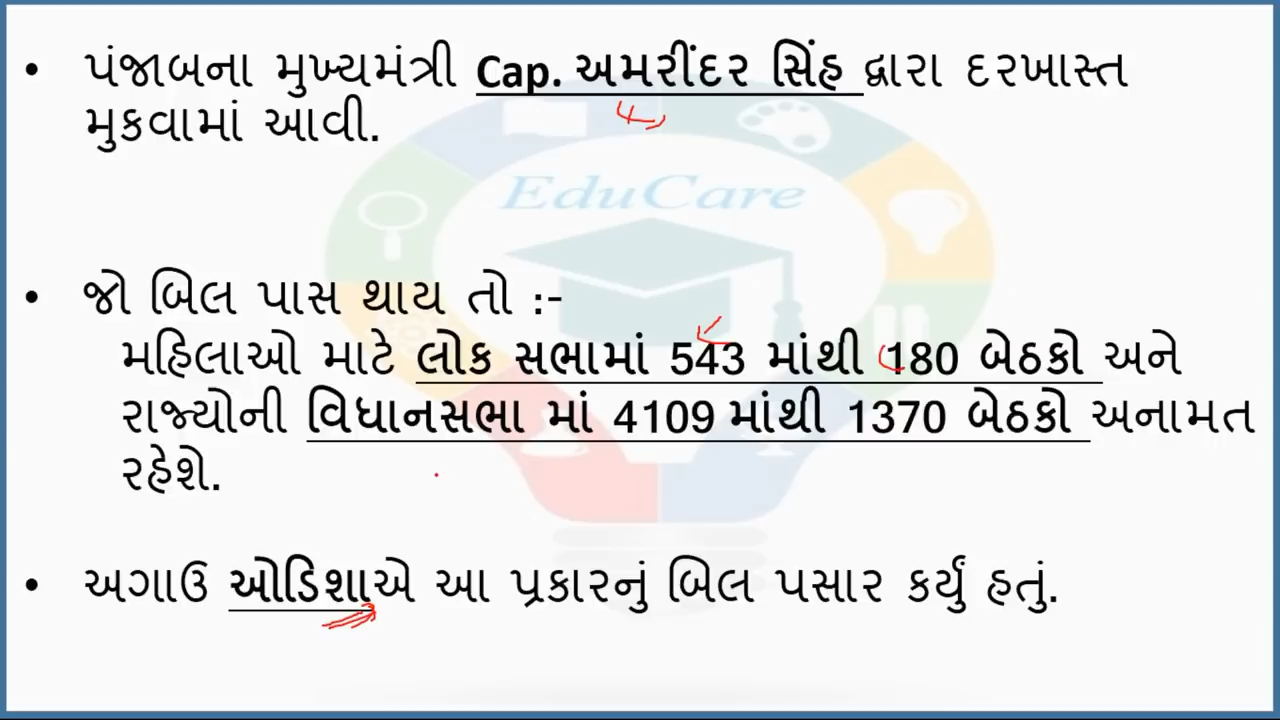 • પંજાબના મુખ્યમંત્રી Cap. અમરીંદર સિંહ દ્વારા દરખાસ્ત
મુકવામાં આવી.
EduCare
• જો બિલ પાસ થાય તો :-
મહિલાઓ માટે લોક સભામાં 543 માંથી 180 બેઠકો અને
રાજ્યોની વિધાનસભા માં 4109 માંથી 1370 બેઠકો અનામત
રહેશે.
• અગાઉ ઓડિશાએ આ પ્રકારનું બિલ પસાર કર્યું હતું.